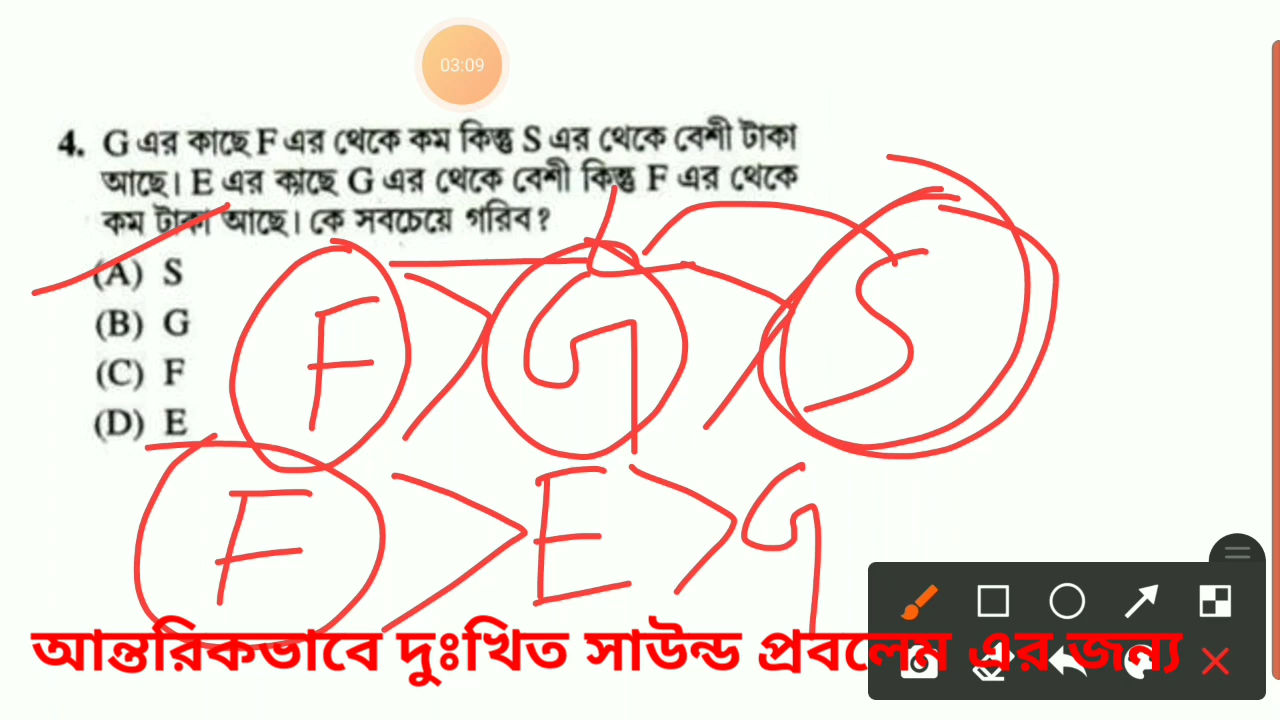 03:09
4. G এর কাছে F এর থেকে কম কিন্তু S এর থেকে বেশী টাকা
আছে। E এর কাছে G এর থেকে বেশী কিন্তু F এর থেকে
কম টাকা আছে। কে সবচেয়ে গরিব?
(A) S
(B) G
(C) F
(D) E
F > G > S
F > E > G
আন্তরিকভাবে দুঃখিত সাউন্ড প্রবলেম এর জন্য